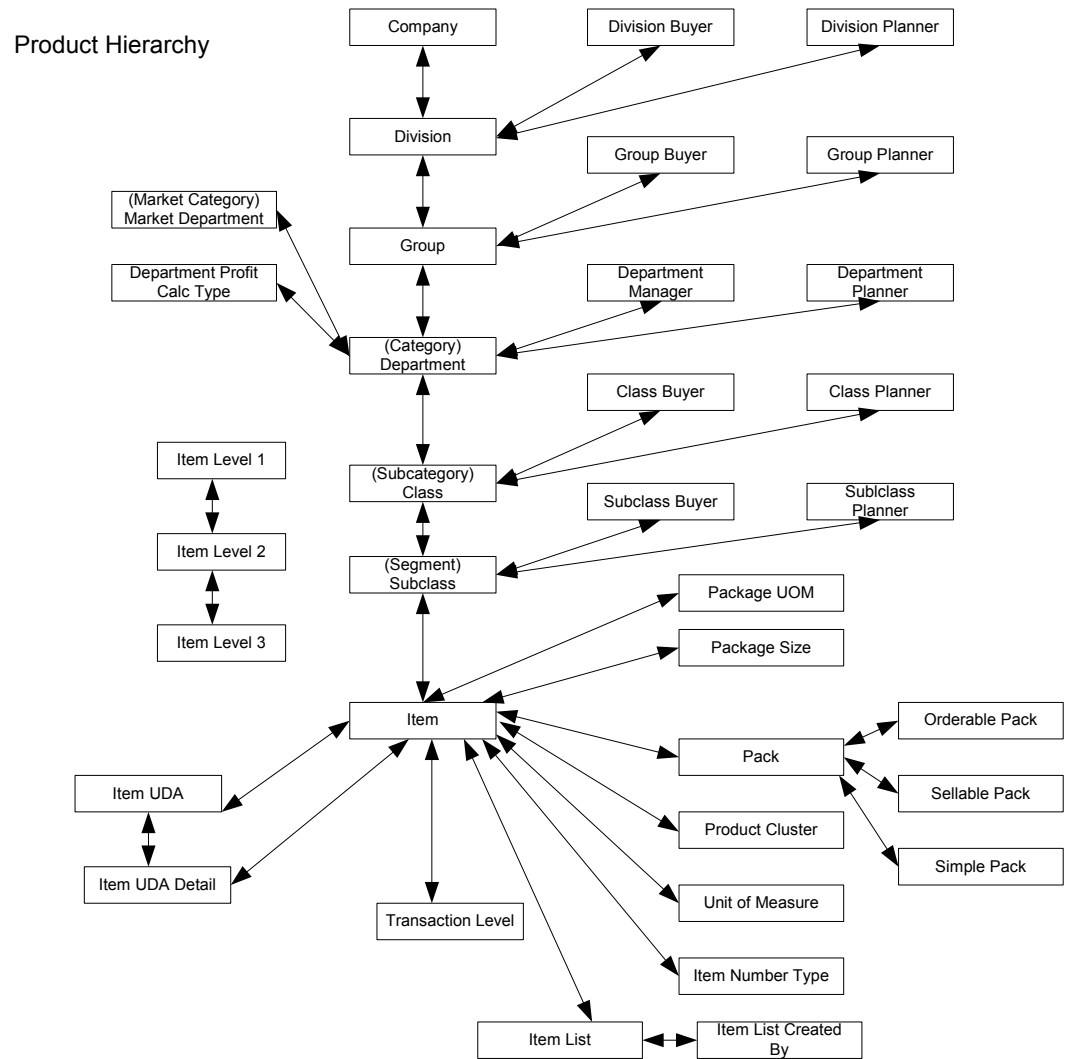 Product Hierarchy
Company
Division Buyer
Division Planner
Division
Group Buyer
Group Planner
(Market Category)
Market Department
Group
Department Profit
Calc Type
Department
Manager
Department
Planner
(Category)
Department
Class Buyer
Class Planner
Item Level 1
(Subcategory)
Class
Subclass Buyer
Sublclass
Planner
Item Level 2
(Segment)
Subclass
Package UOM
Item Level 3
Package Size
Item
Orderable Pack
Pack
Item UDA
Sellable Pack
Product Cluster
Simple Pack
Item UDA Detail
Unit of Measure
Transaction Level
Item Number Type
Item List
Item List Created
By